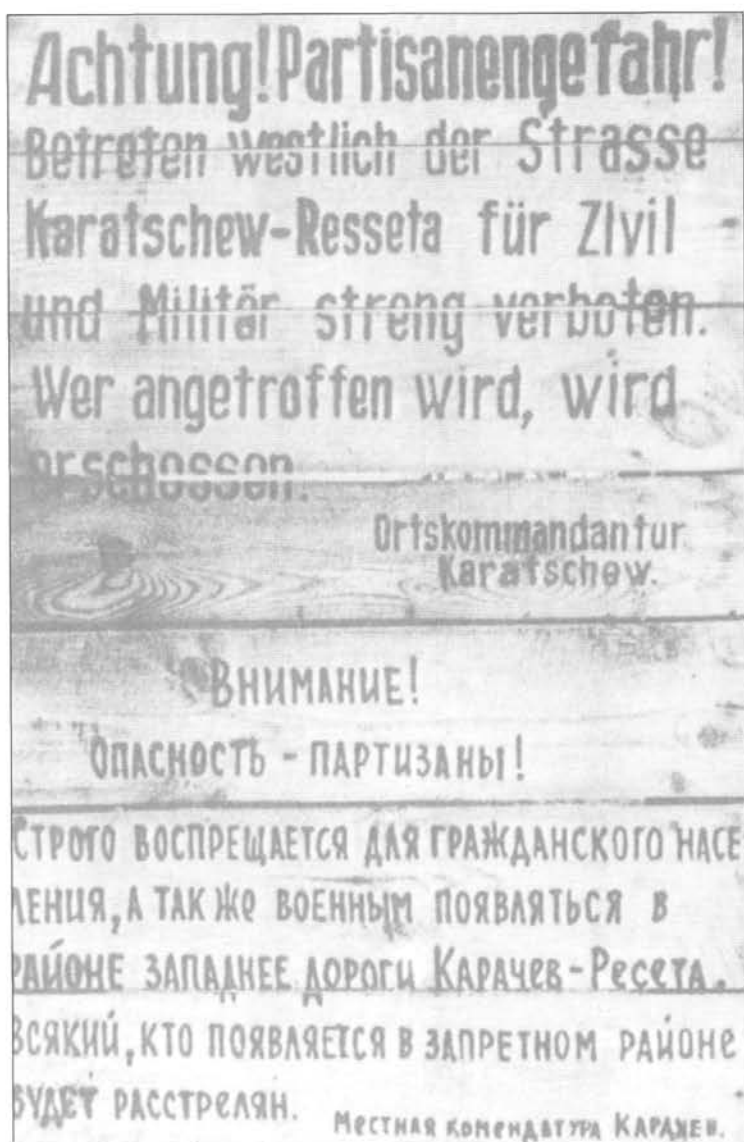 Achtung! Partisanengefahr!
Betreten westlich der Strasse
Karatschew-Resseta für ZIvil
und Militär streng verboten.
Wer angetroffen wird, wird
erschossen.
Ortskommandantur
Karatschew.
Внимание!
Опасность - партизаны!
Строго воспрещается для гражданского насе
ления, а так же военным появляться в
районе западнее дороги Карачев-Ресета.
Всякий, кто появляется в запретном районе
будет расстрелян.
Местная комендатура Карачев.